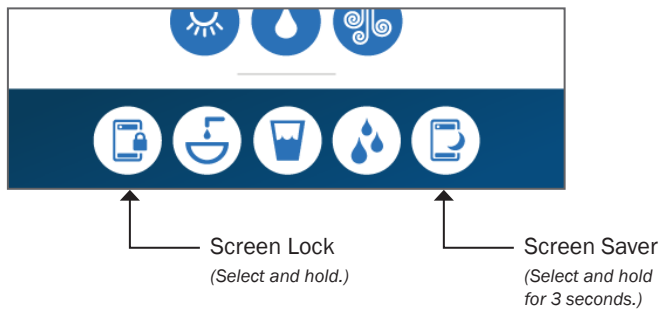 Screen Lock
(Select and hold.)
Screen Saver
(Select and hold
for 3 seconds.)